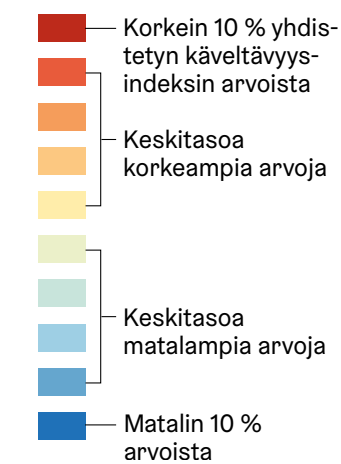 Korkein 10 % yhdis-
tetyn käveltävyys-
indeksin arvoista
Keskitasoa
korkeampia arvoja
Keskitasoa
matalampia arvoja
Matalin 10 %
arvoista